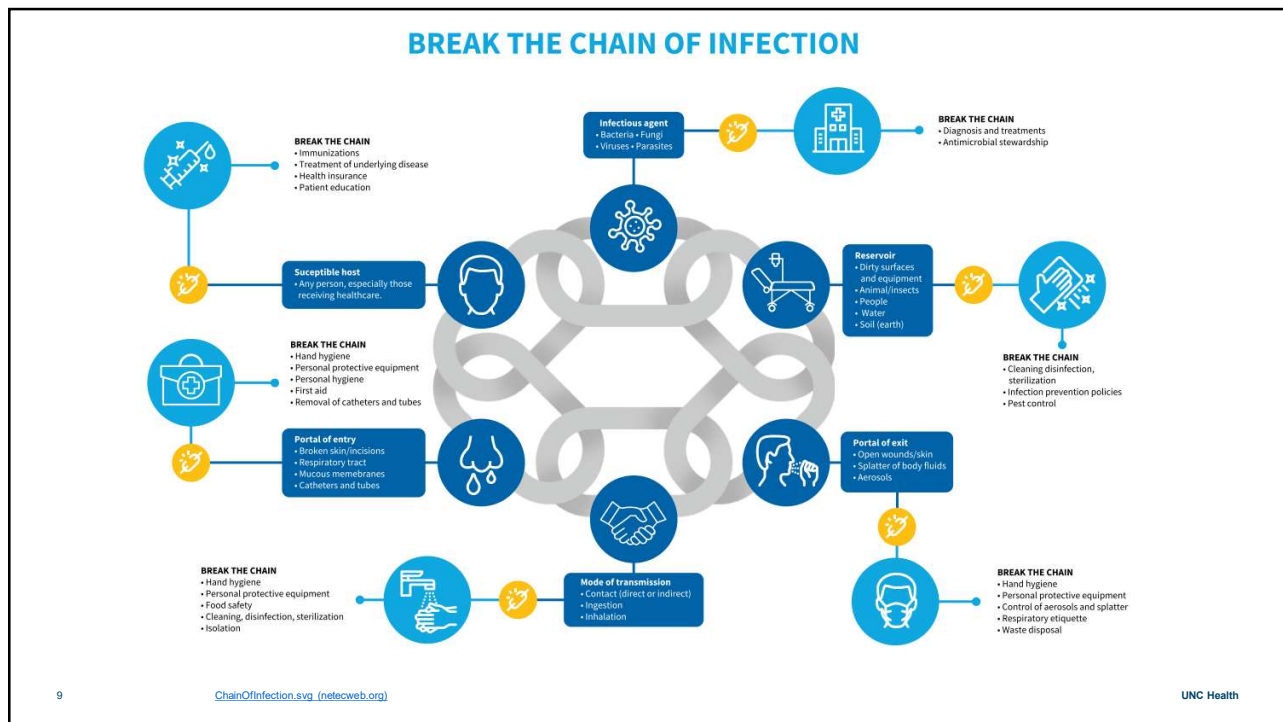 BREAK THE CHAIN OF INFECTION
Infectious agent
• Bacteria • Fungi
• Viruses • Parasites
BREAK THE CHAIN
• Diagnosis and treatments
• Antimicrobial stewardship
Reservoir
• Dirty surfaces
and equipment
• Animal/insects
• People
• Water
• Soil (earth)
BREAK THE CHAIN
• Cleaning disinfection,
sterilization
• Infection prevention policies
• Pest control
Portal of exit
• Open wounds/skin
• Splatter of body fluids
• Aerosols
BREAK THE CHAIN
• Hand hygiene
• Personal protective equipment
• Control of aerosols and splatter
• Respiratory etiquette
• Waste disposal
Mode of transmission
• Contact (direct or indirect)
• Ingestion
• Inhalation
BREAK THE CHAIN
• Hand hygiene
• Personal protective equipment
• Food safety
• Cleaning, disinfection, sterilization
• Isolation
Portal of entry
• Broken skin/incisions
• Respiratory tract
• Mucous memebranes
• Catheters and tubes
BREAK THE CHAIN
• Hand hygiene
• Personal protective equipment
• Personal hygiene
• First aid
• Removal of catheters and tubes
Suceptible host
• Any person, especially those
receiving healthcare.
BREAK THE CHAIN
• Immunizations
• Treatment of underlying disease
• Health insurance
• Patient education
9
ChainOfInfection.svg (netecweb.org)
UNC Health